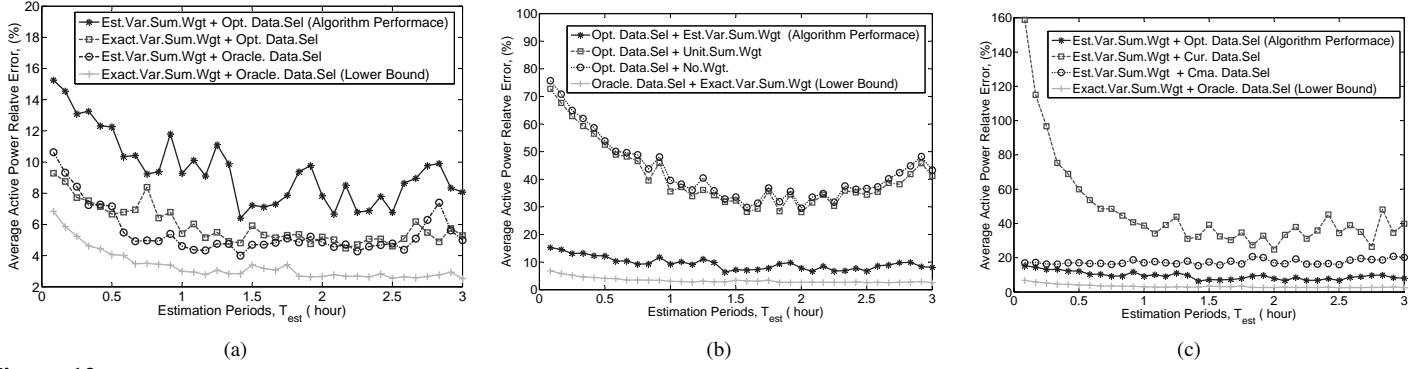 20
18
16
14
12
10
8
6
4
2
0
0.5
1
1.5
2
2.5
3
Average Active Power Relative Error, (%)
Estimation Periods, T_est ( hour)
Est.Var.Sum.Wgt + Opt. Data.Sel (Algorithm Performace)
Exact.Var.Sum.Wgt + Opt. Data.Sel
Est.Var.Sum.Wgt + Oracle. Data.Sel
Exact.Var.Sum.Wgt + Oracle. Data.Sel (Lower Bound)
(a)
100
90
80
70
60
50
40
30
20
10
0
0
0.5
1
1.5
2
2.5
3
Average Active Power Relative Error, (%)
Estimation Periods, T_est ( hour)
Opt. Data.Sel + Est.Var.Sum.Wgt (Algorithm Performace)
Opt. Data.Sel + Unit.Sum.Wgt
Opt. Data.Sel + No.Wgt.
Oracle. Data.Sel + Exact.Var.Sum.Wgt (Lower Bound)
(b)
160
140
120
100
80
60
40
20
0
0
0.5
1
1.5
2
2.5
3
Average Active Power Relative Error, (%)
Estimation Periods, T_est ( hour)
Est.Var.Sum.Wgt + Opt. Data.Sel (Algorithm Performace)
Est.Var.Sum.Wgt + Cur. Data.Sel
Est.Var.Sum.Wgt + Cma. Data.Sel
Exact.Var.Sum.Wgt + Oracle. Data.Sel (Lower Bound)
(c)